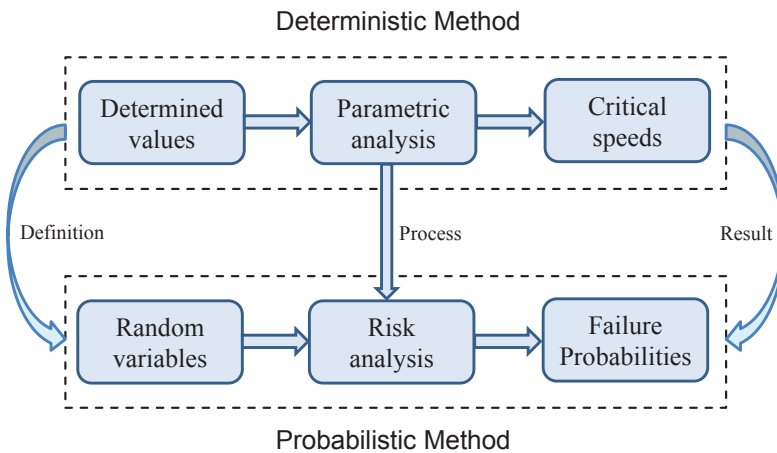 Deterministic Method
Determined
values
Parametric
analysis
Critical
speeds
Definition
Process
Result
Random
variables
Risk
analysis
Failure
Probabilities
Probabilistic Method